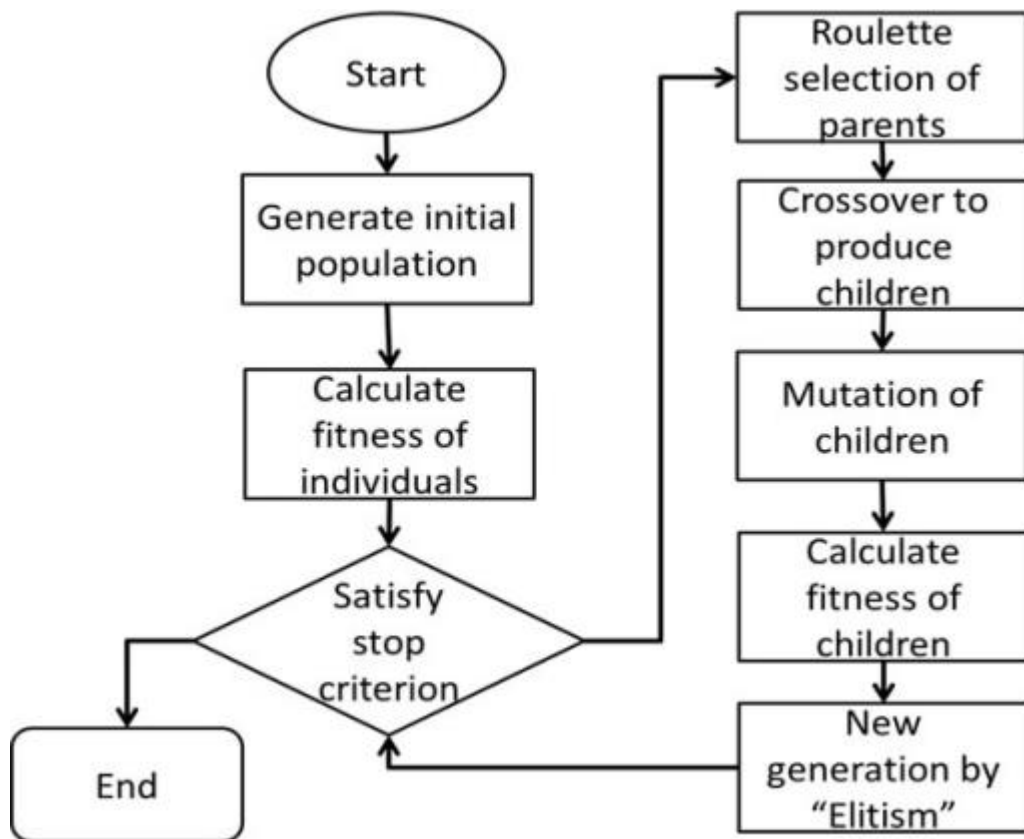 Start
Generate initial
population
Calculate
fitness of
individuals
Satisfy
stop
criterion
End
Roulette
selection of
parents
Crossover to
produce
children
Mutation of
children
Calculate
fitness of
children
New
generation by
“Elitism”